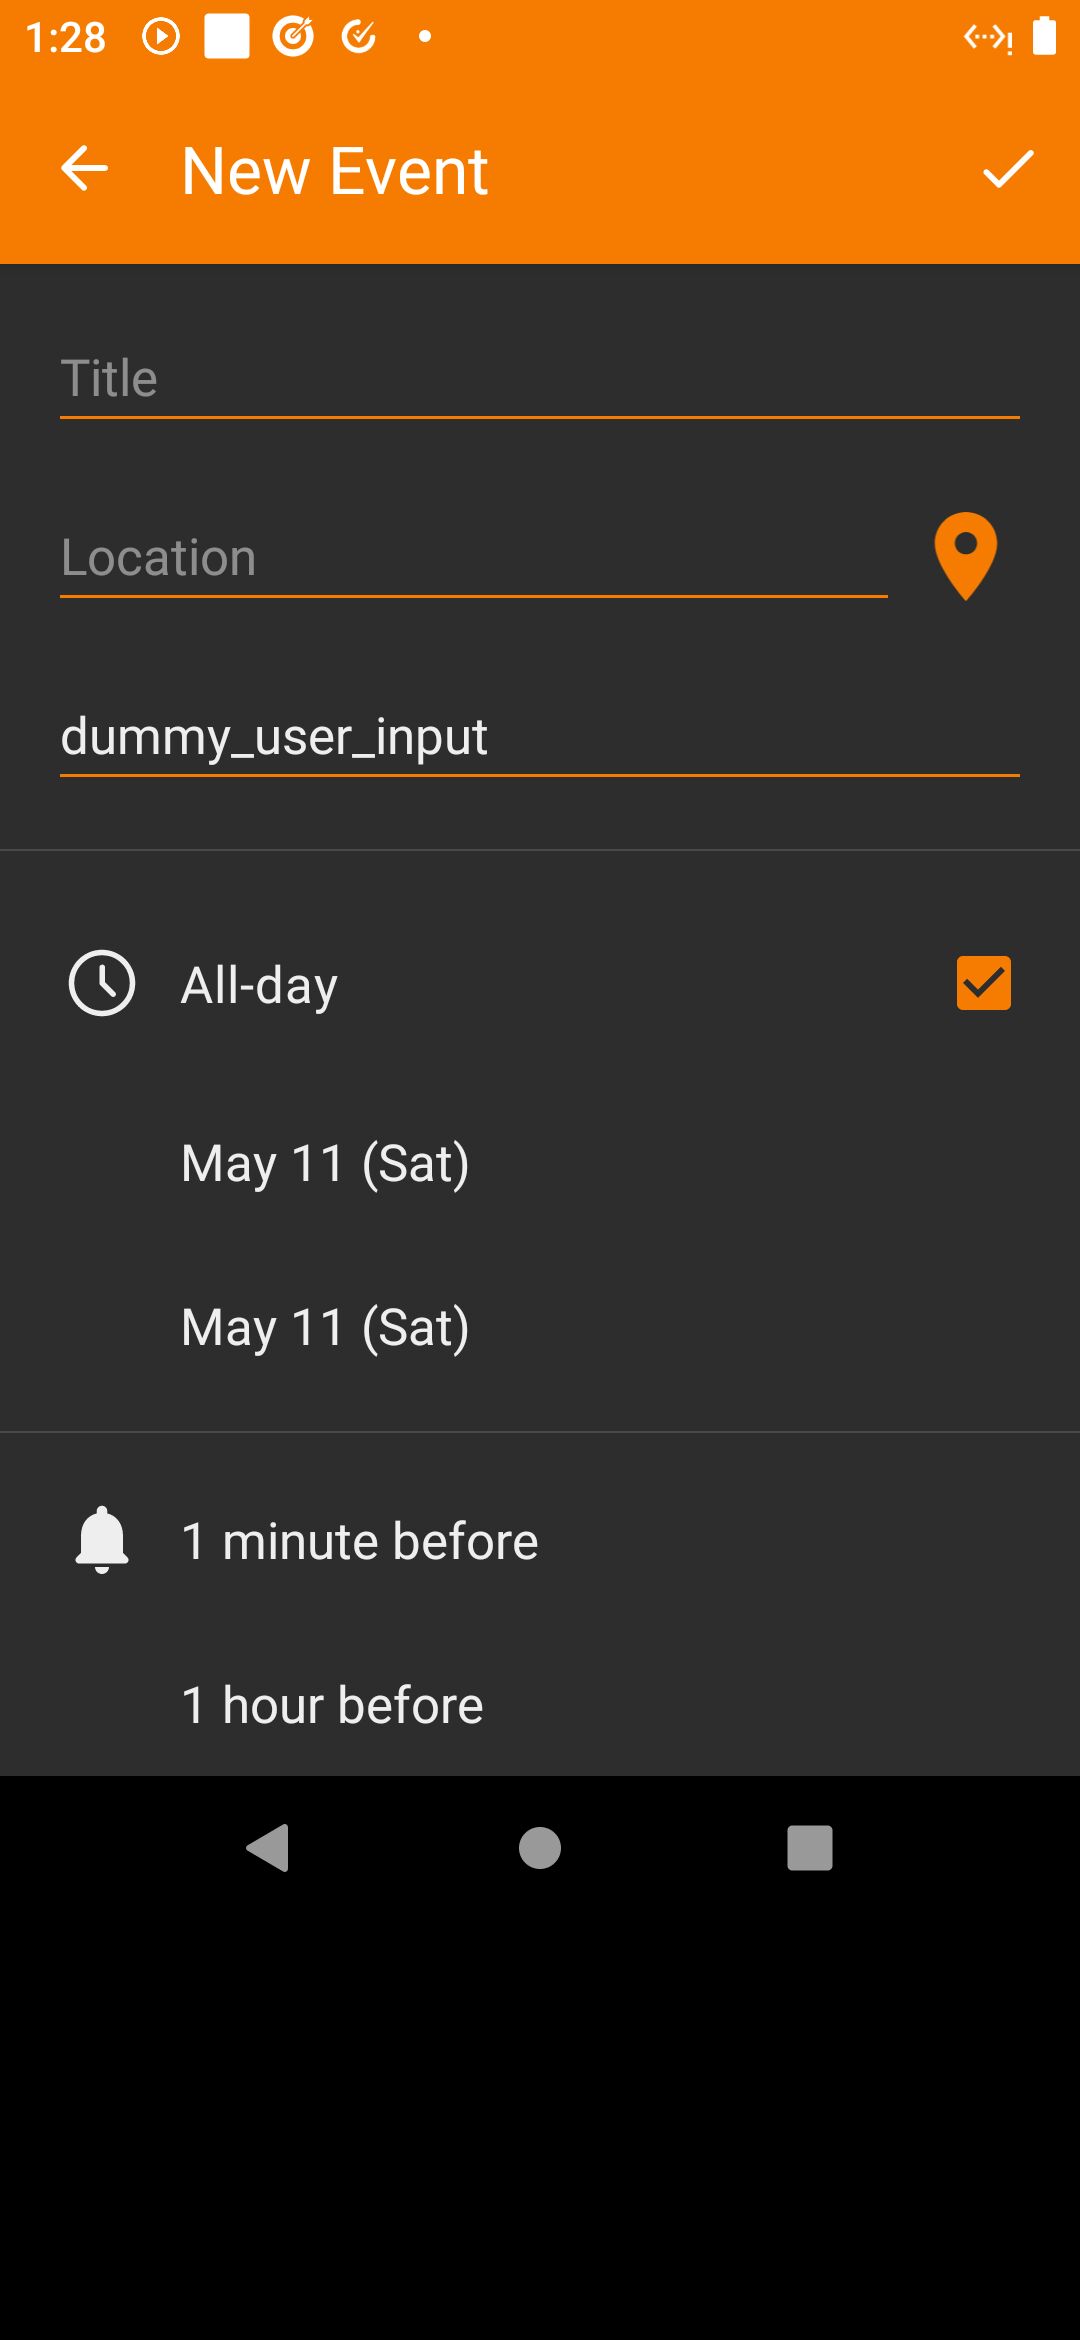 1:28
New Event
Title
Location
dummy_user_input
All-day
May 11 (Sat)
May 11 (Sat)
1 minute before
1 hour before